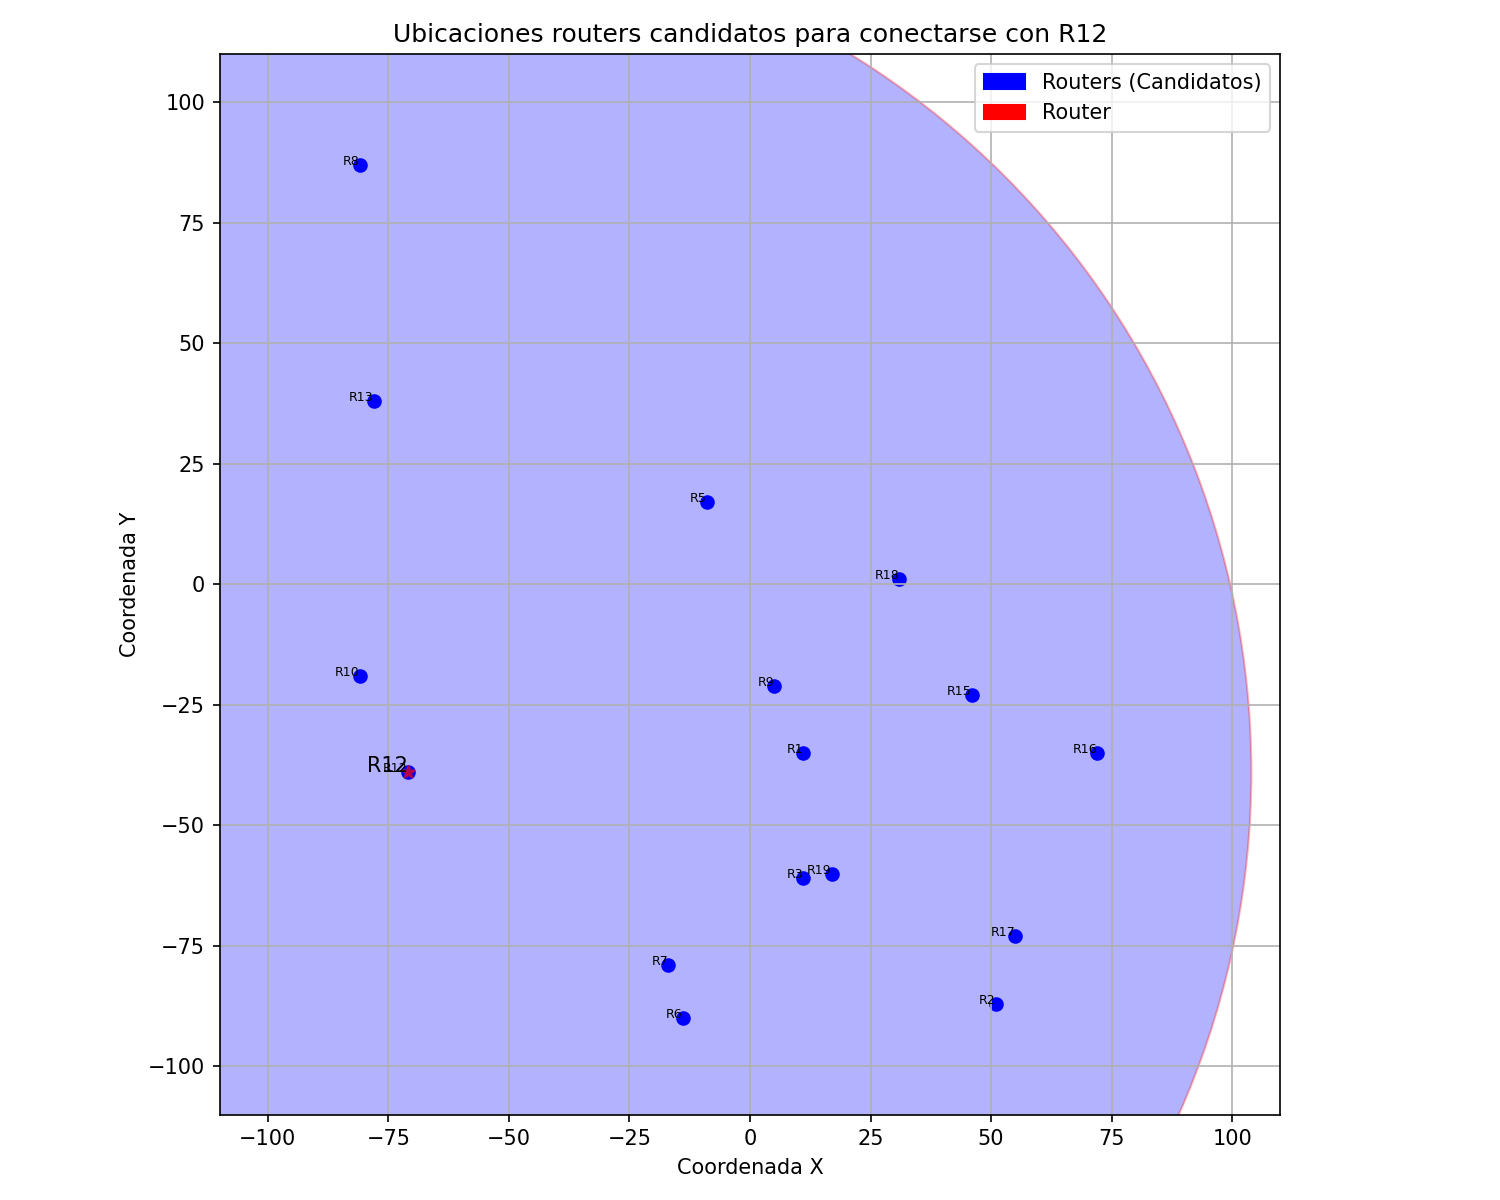 Ubicaciones routers candidatos para conectarse con R12
Routers (Candidatos)
Router
Coordenada Y
100
75
50
25
0
−25
−50
−75
−100
R8
R13
R5
R18
R10
R9
R15
R1
R16
R12
R12
R3
R19
R17
R7
R2
R6
−100
−75
−50
−25
0
25
50
75
100
Coordenada X